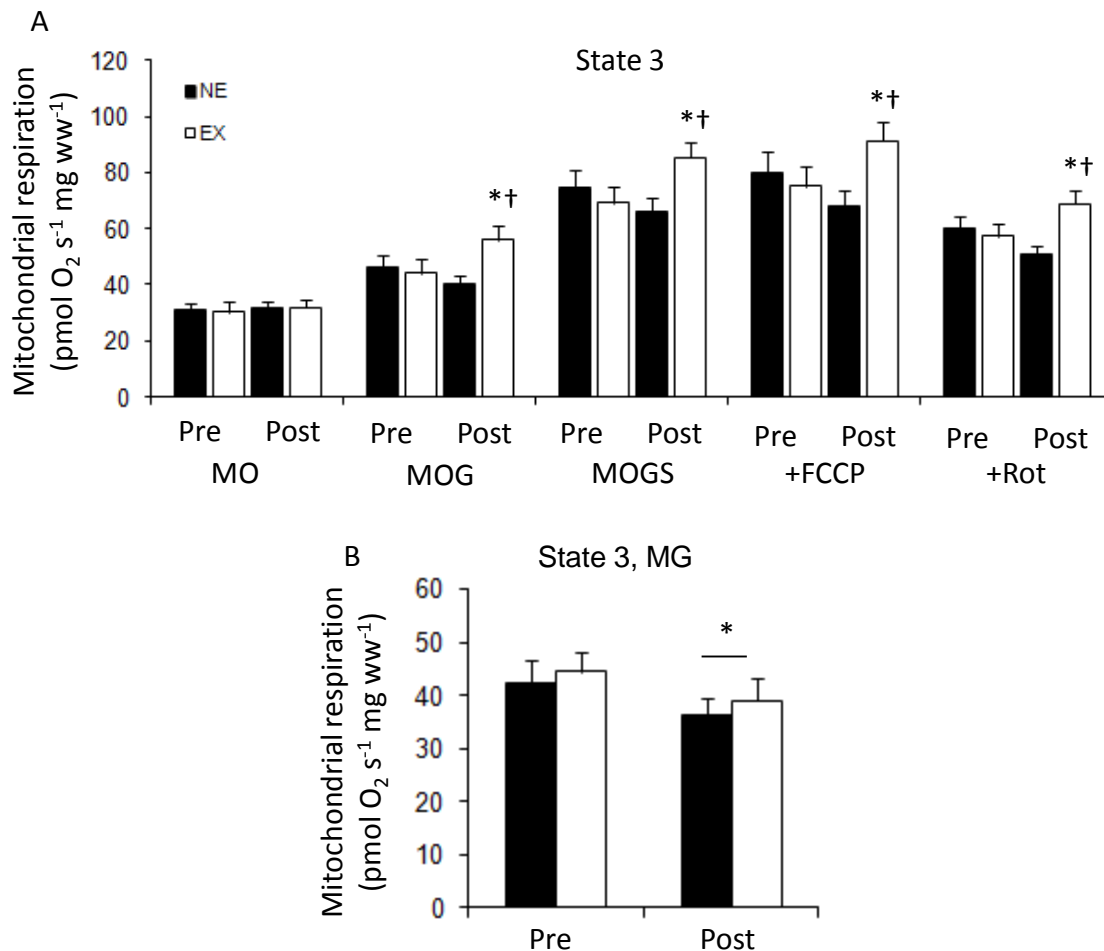 A
State 3
NE
EX
Mitochondrial respiration
(pmol O₂ s⁻¹ mg ww⁻¹)
120
100
80
60
40
20
0
*†
*†
*†
*†
Pre Post Pre Post Pre Post Pre Post Pre Post
MO MOG MOGS +FCCP +Rot
B
State 3, MG
Mitochondrial respiration
(pmol O₂ s⁻¹ mg ww⁻¹)
60
50
40
30
20
10
0
*
Pre Post